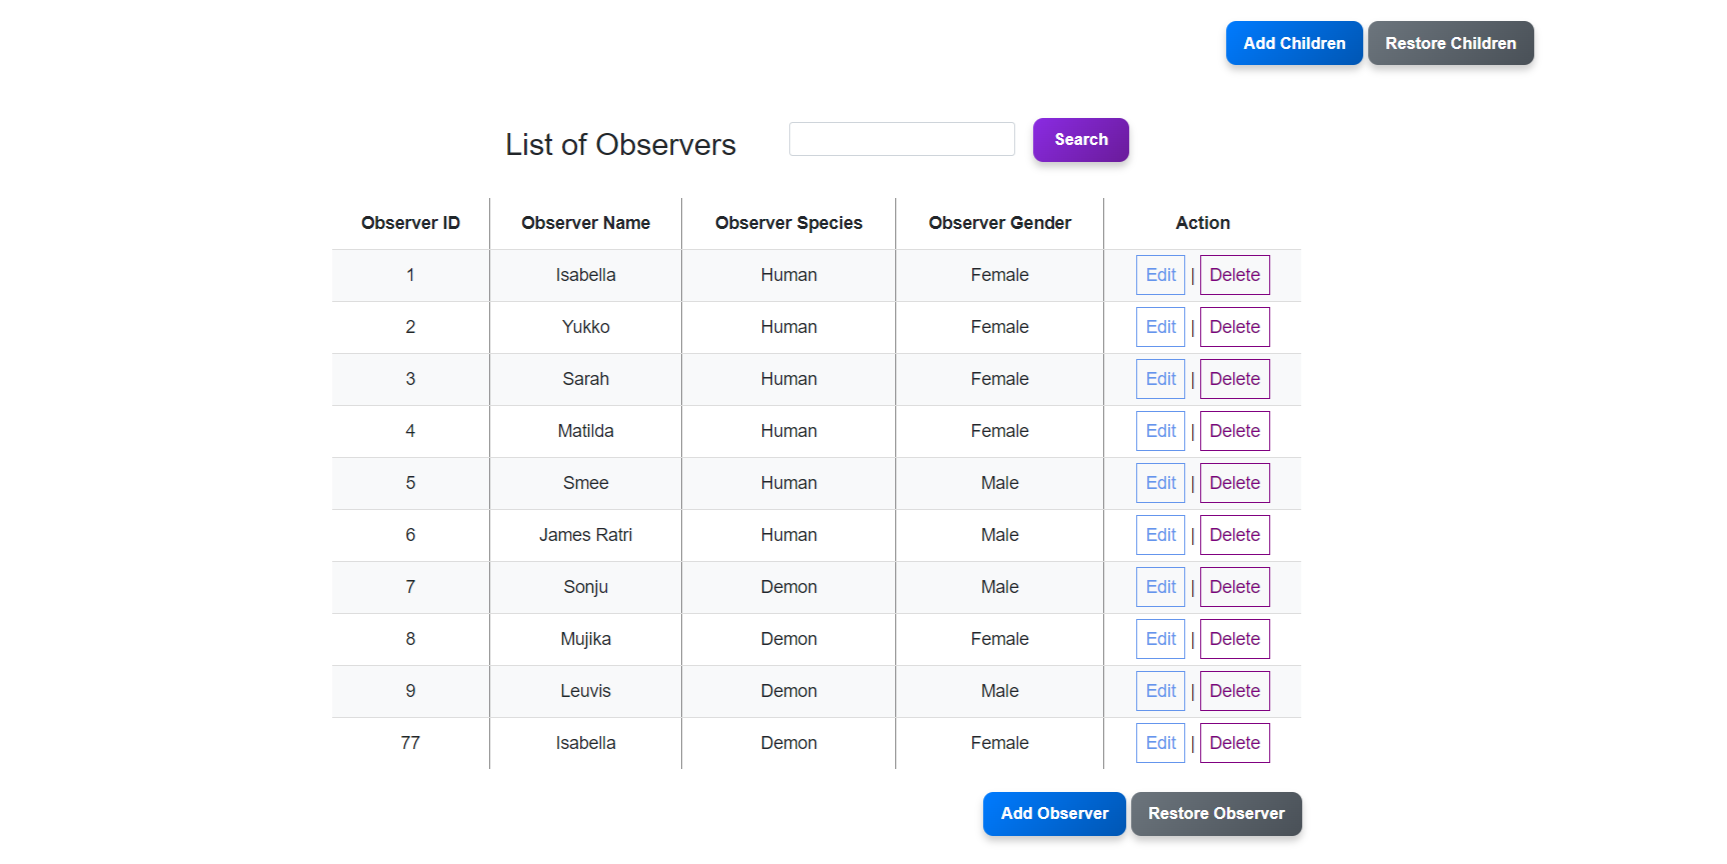 Add Children Restore Children
List of Observers Search
Observer ID Observer Name Observer Species Observer Gender Action
1 Isabella Human Female Edit | Delete
2 Yukko Human Female Edit | Delete
3 Sarah Human Female Edit | Delete
4 Matilda Human Female Edit | Delete
5 Smee Human Male Edit | Delete
6 James Ratri Human Male Edit | Delete
7 Sonju Demon Male Edit | Delete
8 Mujika Demon Female Edit | Delete
9 Leuvis Demon Male Edit | Delete
77 Isabella Demon Female Edit | Delete
Add Observer Restore Observer